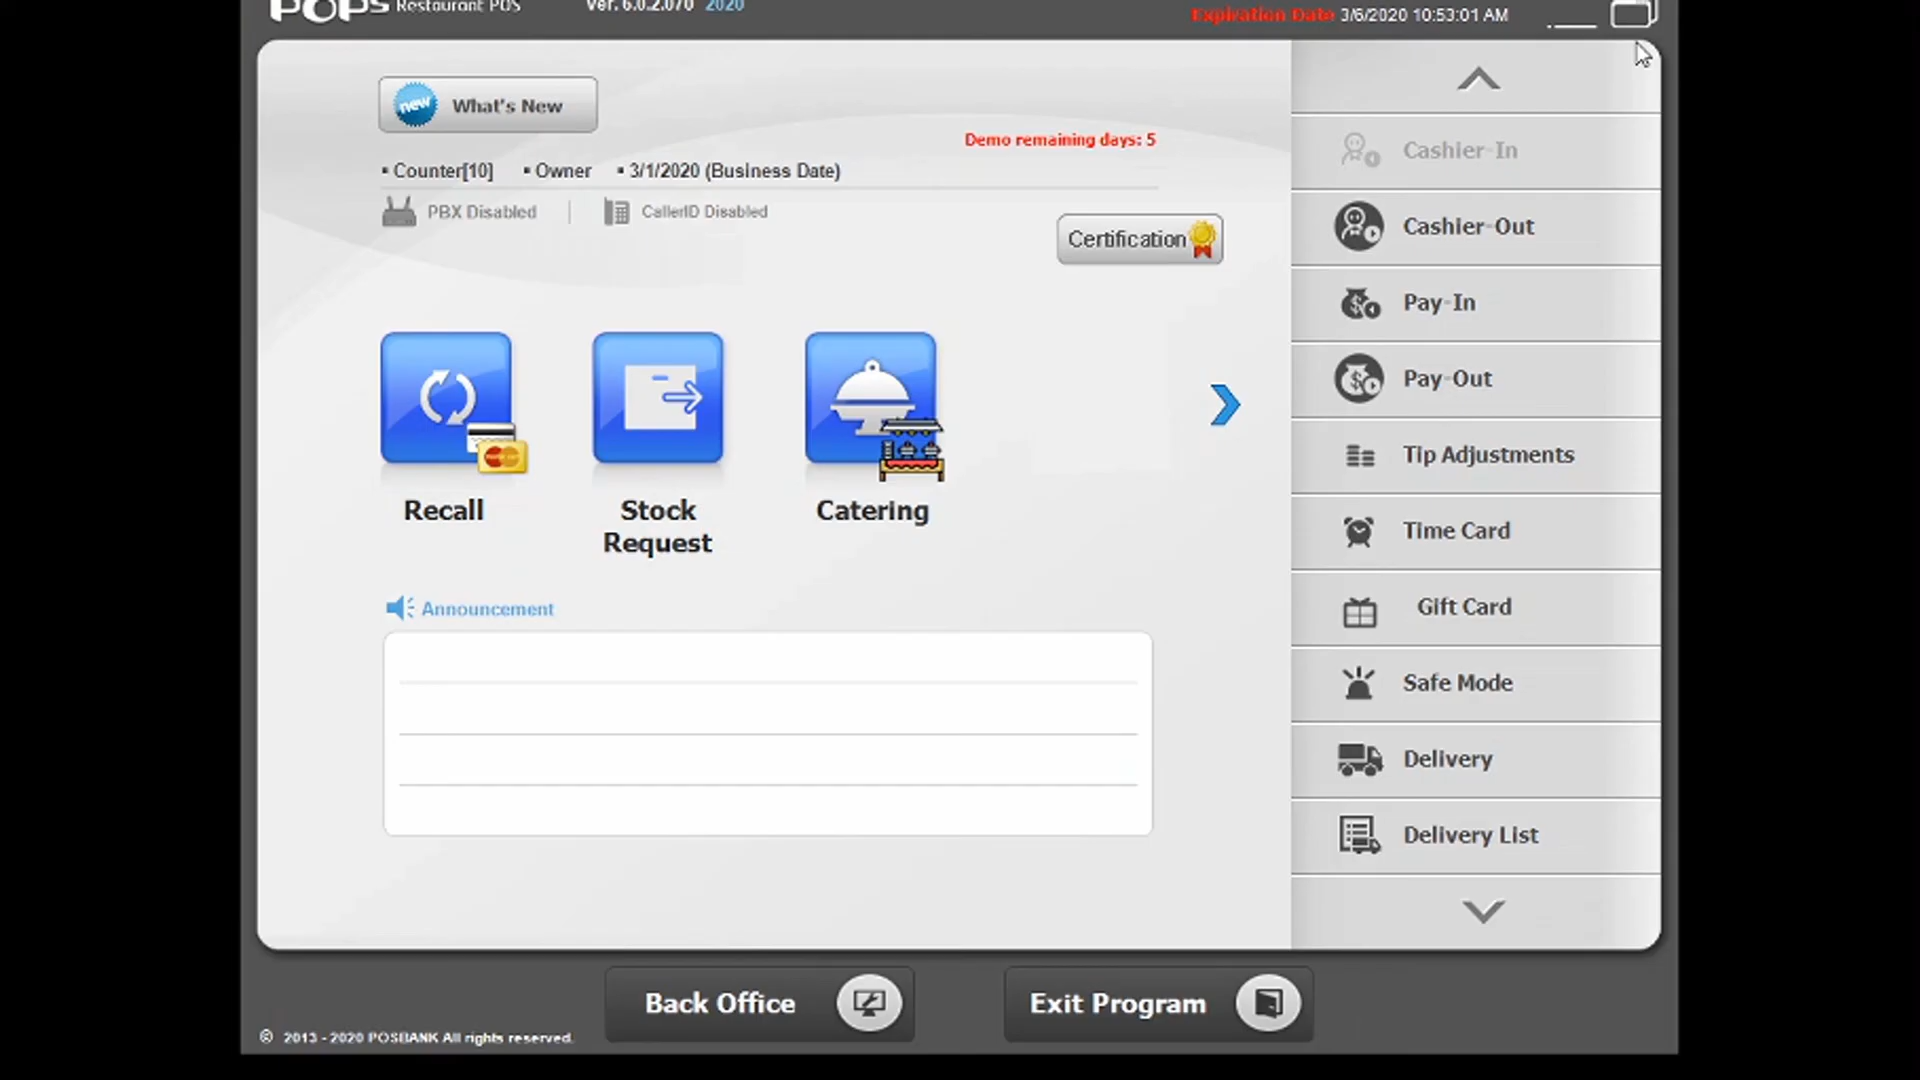 POPs Restaurant POS Ver. 6.0.2.070 2020
Expiration Date 3/6/2020 10:53:01 AM
new What's New
Demo remaining days: 5
▪ Counter[10] ▪ Owner ▪ 3/1/2020 (Business Date)
PBX Disabled | CallerID Disabled
Certification
Recall
Stock
Request
Catering
Announcement
Cashier-In
Cashier-Out
Pay-In
Pay-Out
Tip Adjustments
Time Card
Gift Card
Safe Mode
Delivery
Delivery List
Back Office
Exit Program
© 2013 - 2020 POSBANK All rights reserved.